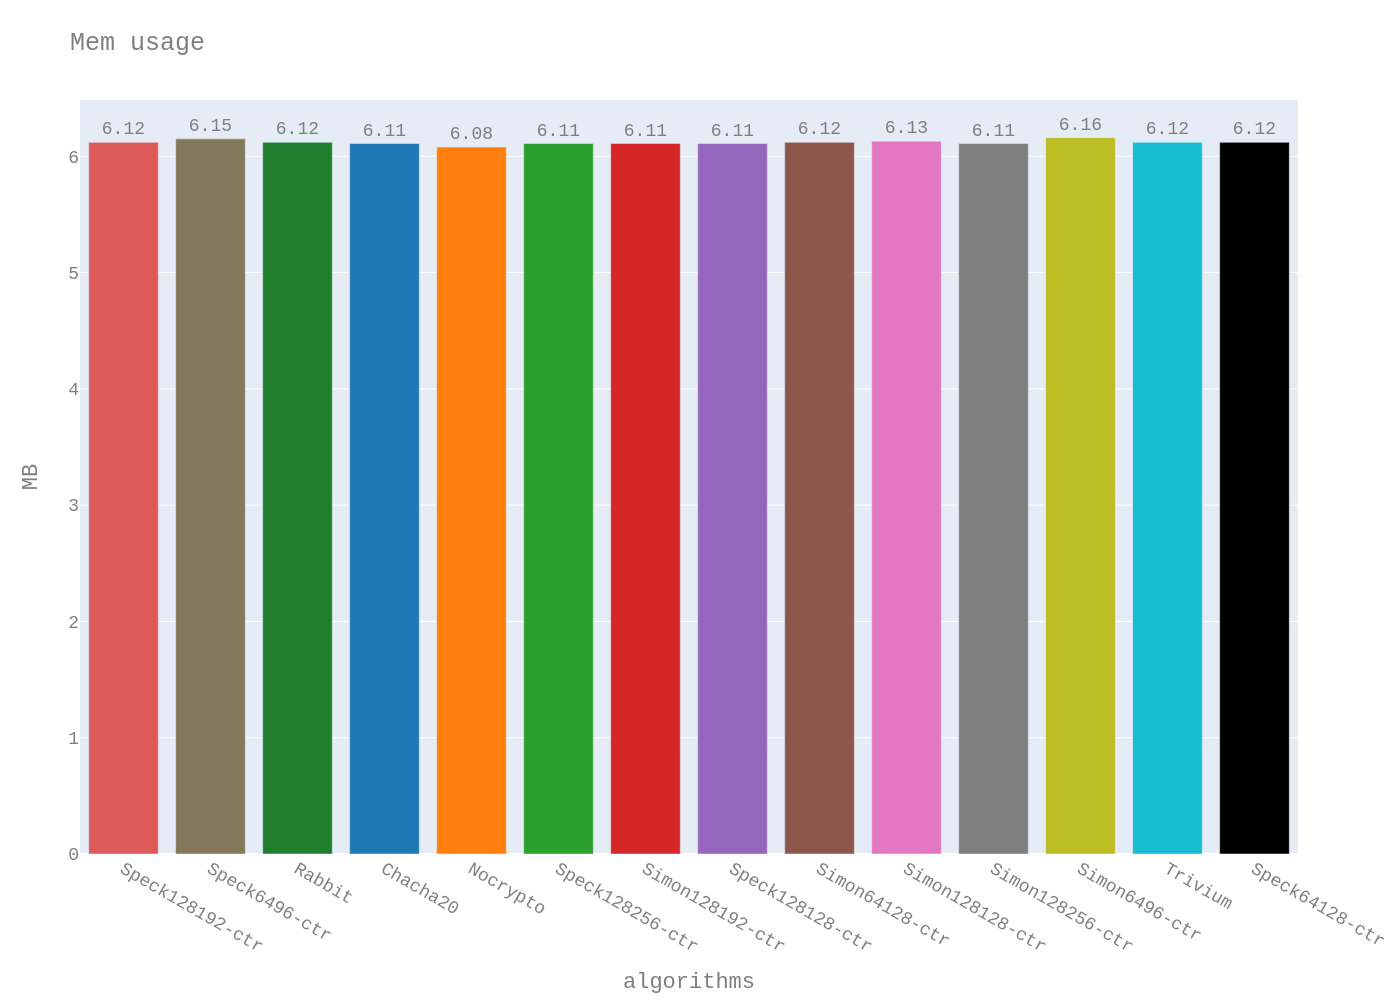 Mem usage
6.12 6.15 6.12 6.11 6.08 6.11 6.11 6.11 6.12 6.13 6.11 6.16 6.12 6.12
6
5
4
3
2
1
0
MB
Speck128192-ctr
Speck6496-ctr
Rabbit
Chacha20
Nocrypto
Speck128256-ctr
Simon128192-ctr
Speck128128-ctr
Simon64128-ctr
Simon128128-ctr
Simon128256-ctr
Simon6496-ctr
Trivium
Speck64128-ctr
algorithms